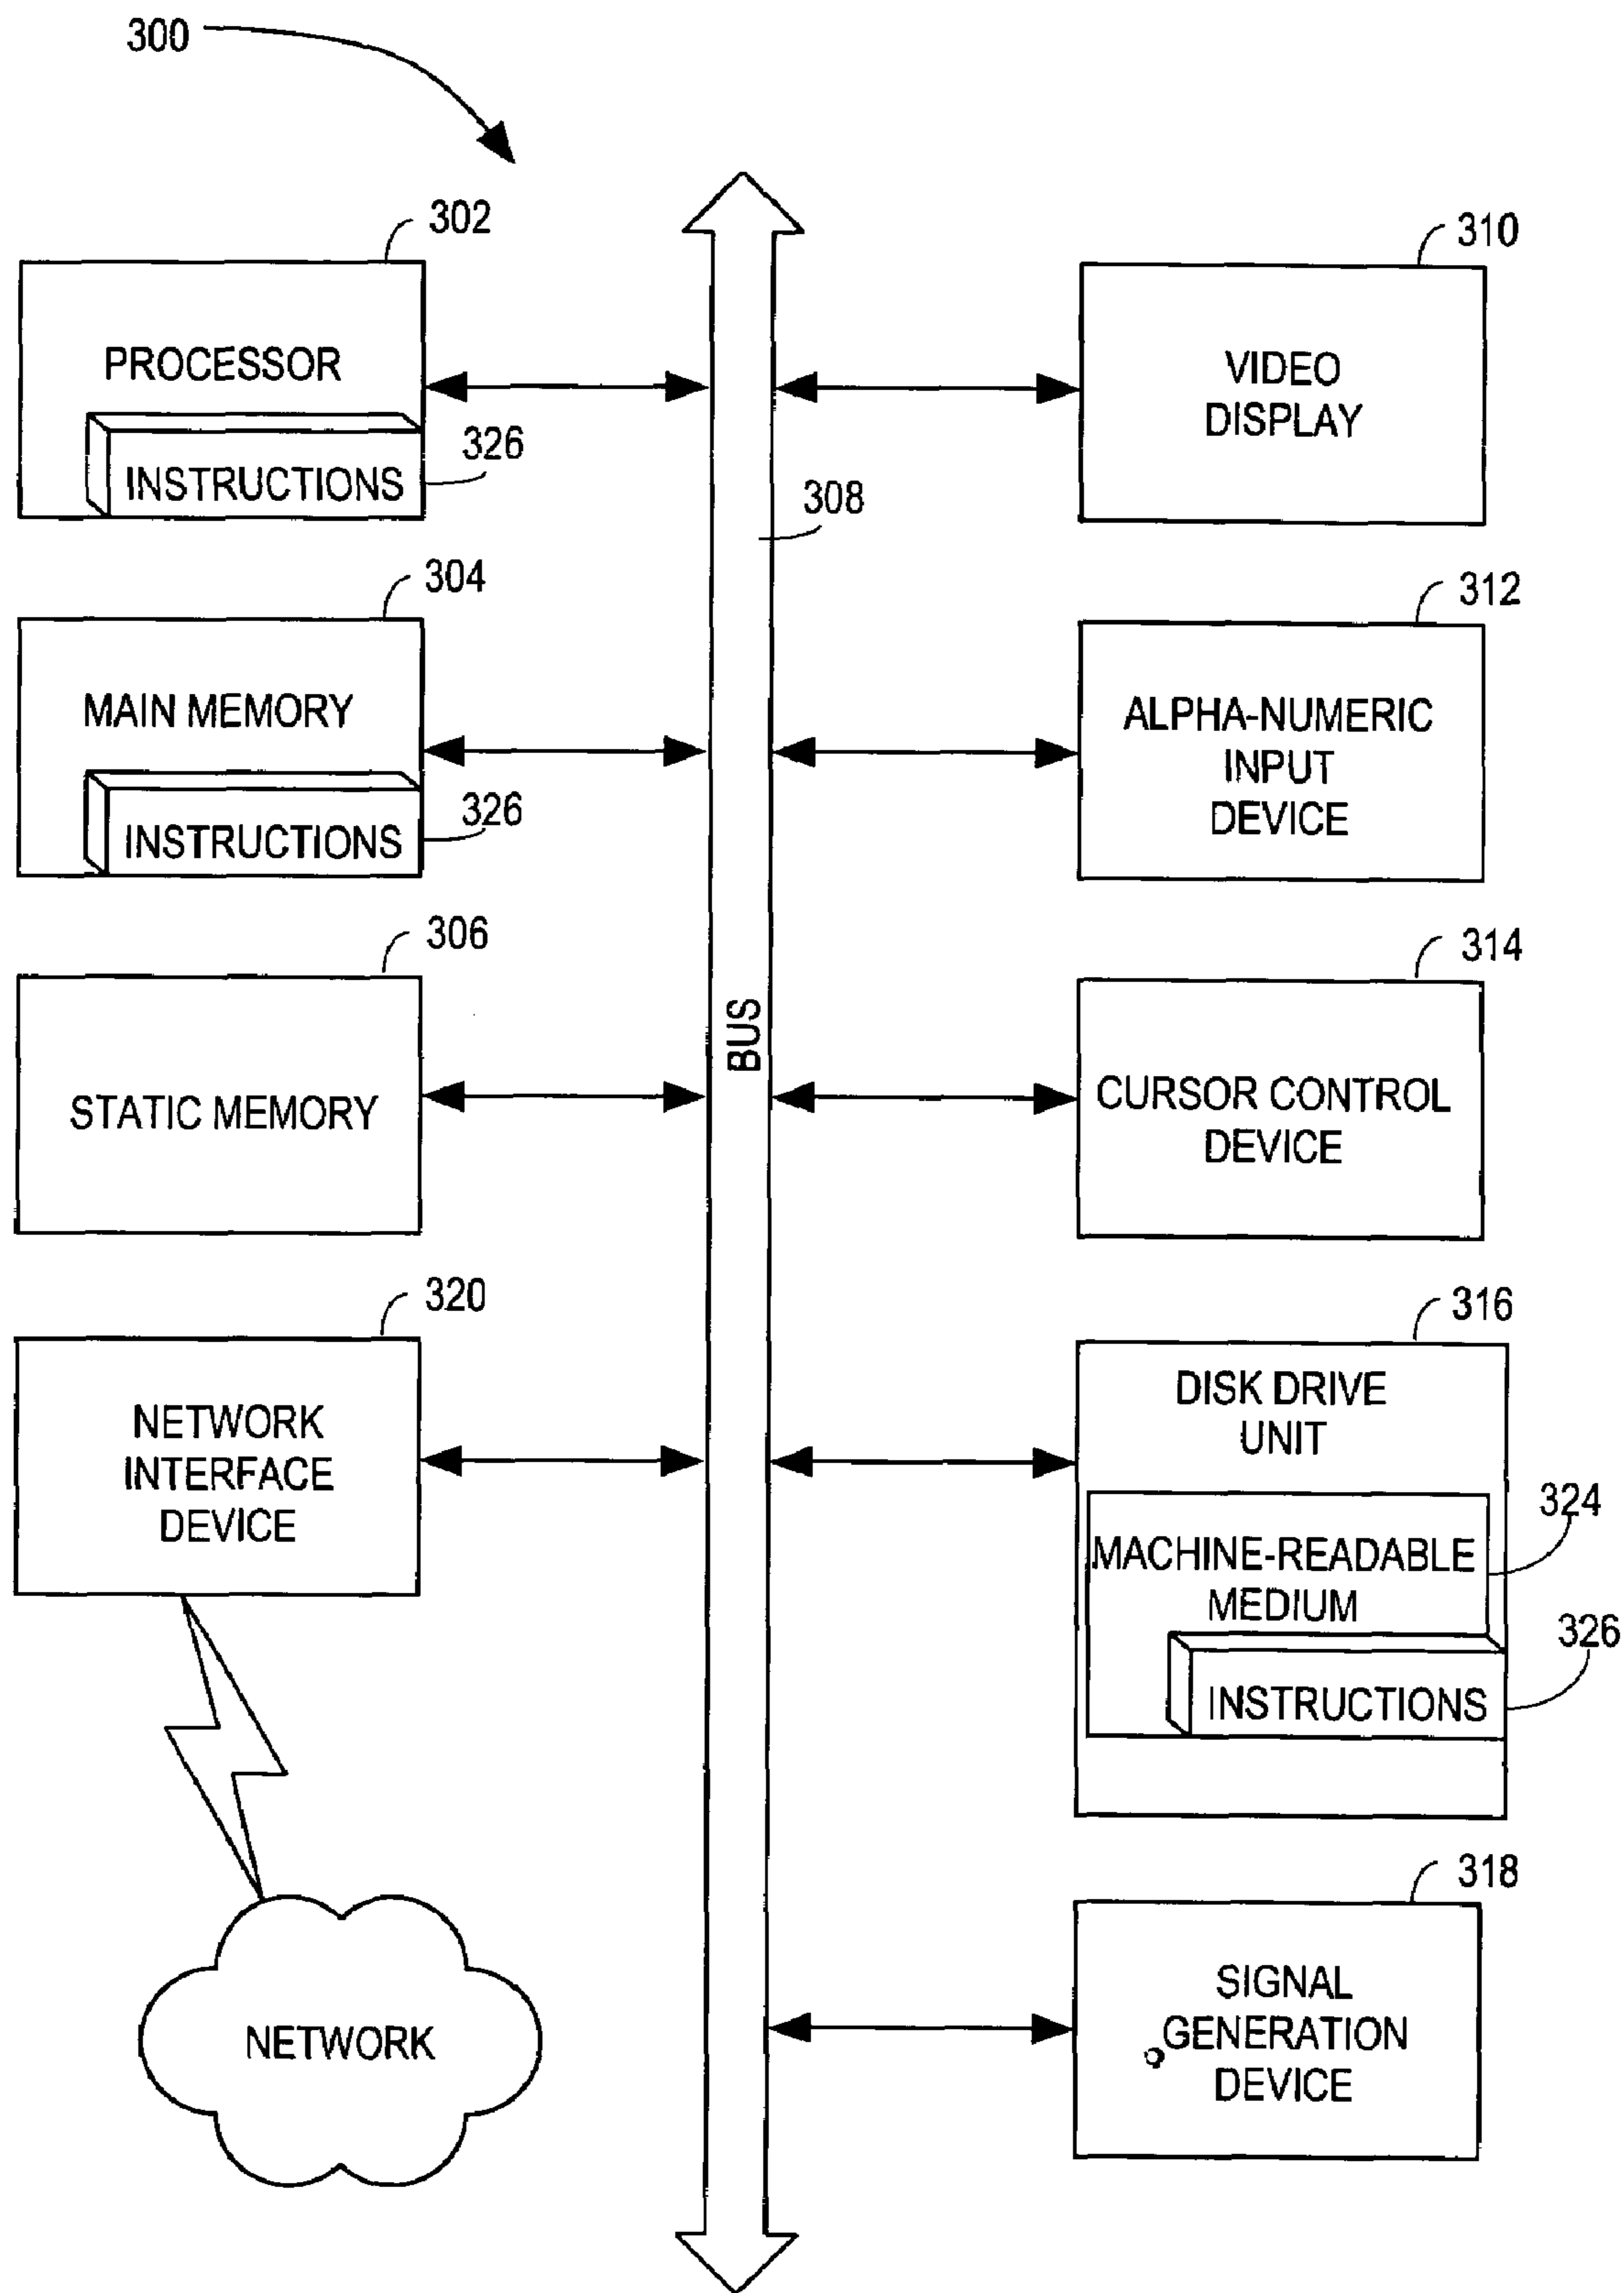 300
302
PROCESSOR
INSTRUCTIONS
326
304
MAIN MEMORY
INSTRUCTIONS
326
306
STATIC MEMORY
320
NETWORK
INTERFACE
DEVICE
NETWORK
308
BUS
310
VIDEO
DISPLAY
312
ALPHA-NUMERIC
INPUT
DEVICE
314
CURSOR CONTROL
DEVICE
316
DISK DRIVE
UNIT
324
MACHINE-READABLE
MEDIUM
326
INSTRUCTIONS
318
SIGNAL
GENERATION
DEVICE